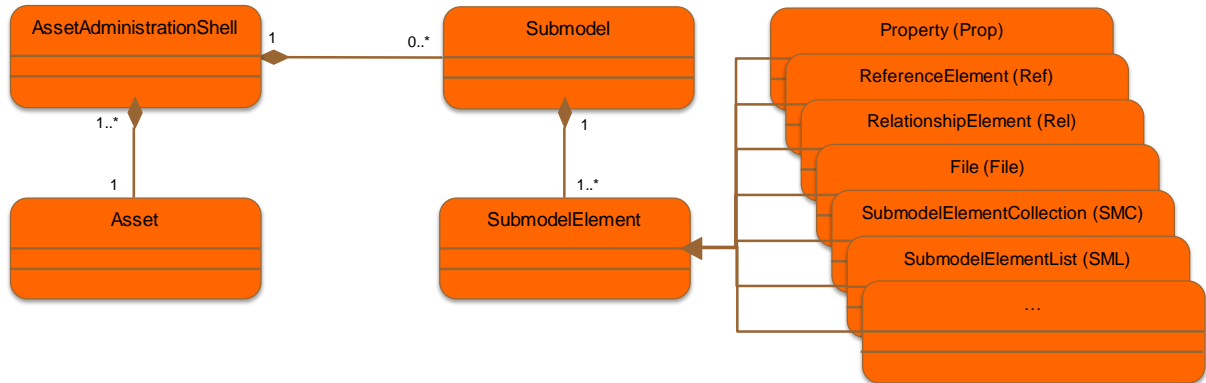 AssetAdministrationShell
1
0..*
Submodel
Property (Prop)
ReferenceElement (Ref)
RelationshipElement (Rel)
File (File)
SubmodelElementCollection (SMC)
SubmodelElementList (SML)
...
1..*
1
Asset
1
1..*
SubmodelElement